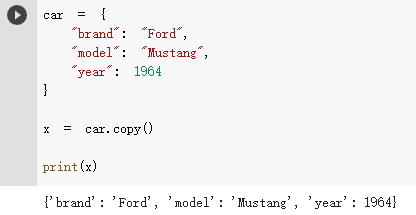 car = {
    "brand": "Ford",
    "model": "Mustang",
    "year": 1964
}
x = car.copy()
print(x)
{'brand': 'Ford', 'model': 'Mustang', 'year': 1964}